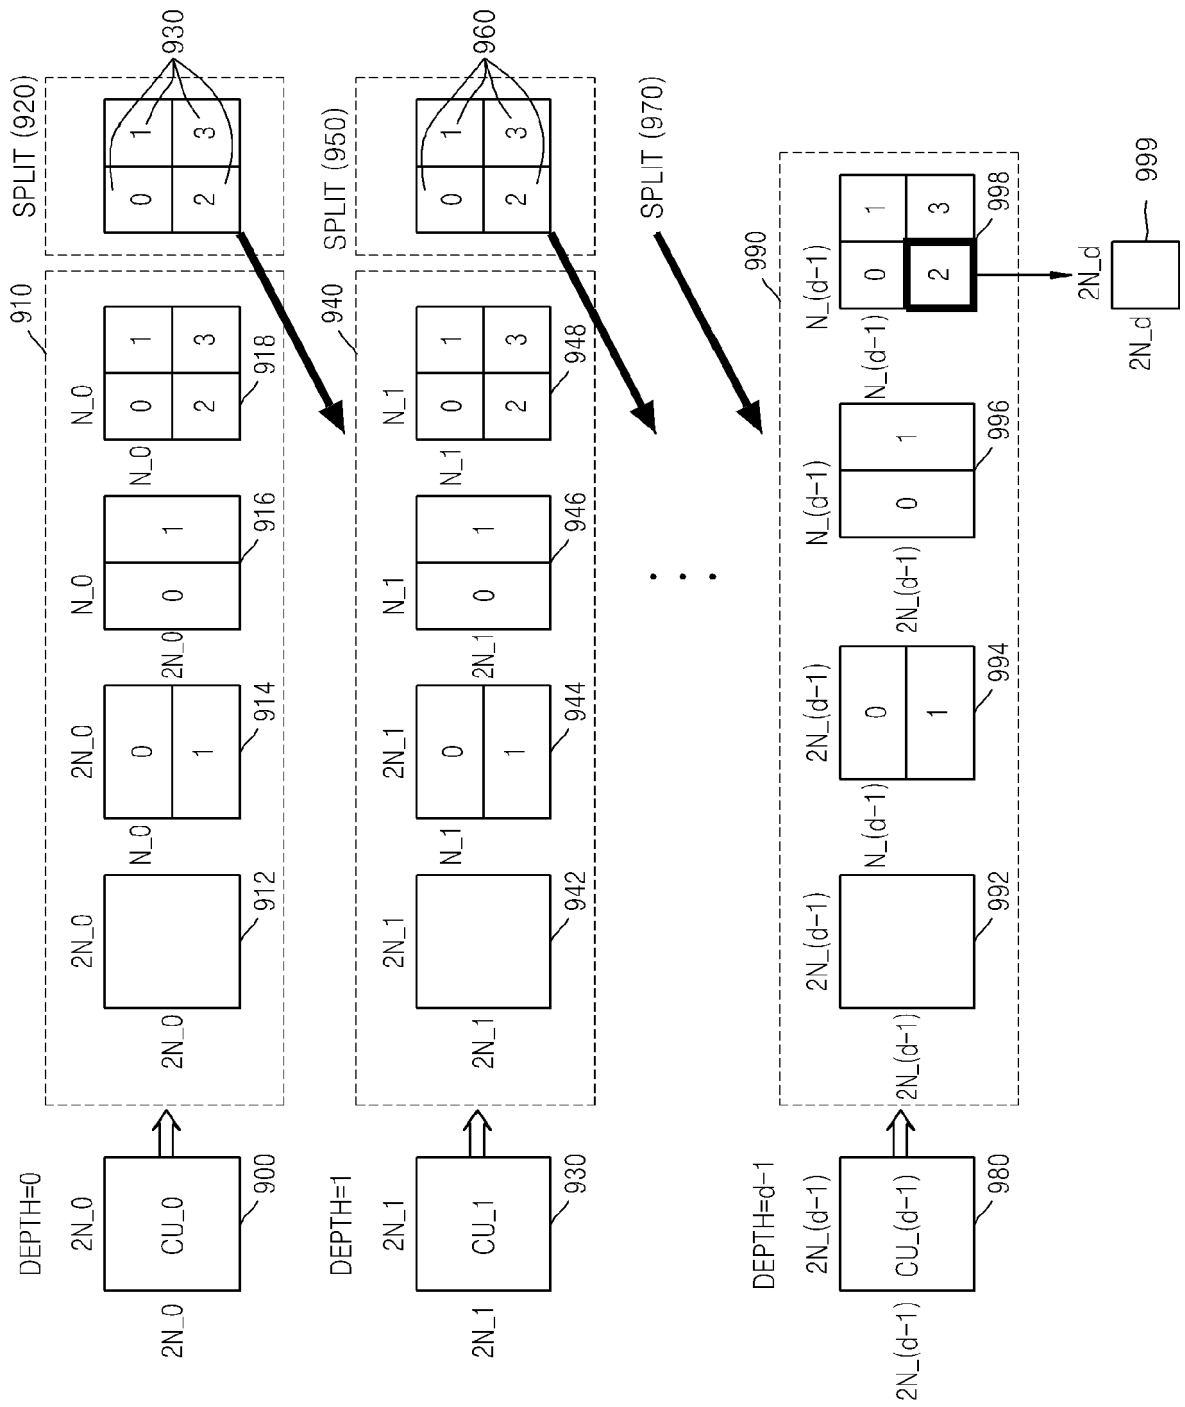 DEPTH=0
2N_0
2N_0
CU_0
900
910
2N_0
2N_0
912
2N_0
N_0
0
1
914
N_0
2N_0
0
1
916
N_0
N_0
0
1
2
3
918
SPLIT (920)
0
1
2
3
930
DEPTH=1
2N_1
2N_1
CU_1
930
940
2N_1
2N_1
942
2N_1
N_1
0
1
944
N_1
2N_1
0
1
946
N_1
N_1
0
1
2
3
948
SPLIT (950)
0
1
2
3
960
SPLIT (970)
DEPTH=d-1
2N_(d-1)
2N_(d-1)
CU_(d-1)
980
990
2N_(d-1)
2N_(d-1)
992
2N_(d-1)
N_(d-1)
0
1
994
N_(d-1)
2N_(d-1)
0
1
996
N_(d-1)
N_(d-1)
0
1
2
3
998
2N_d
2N_d
999